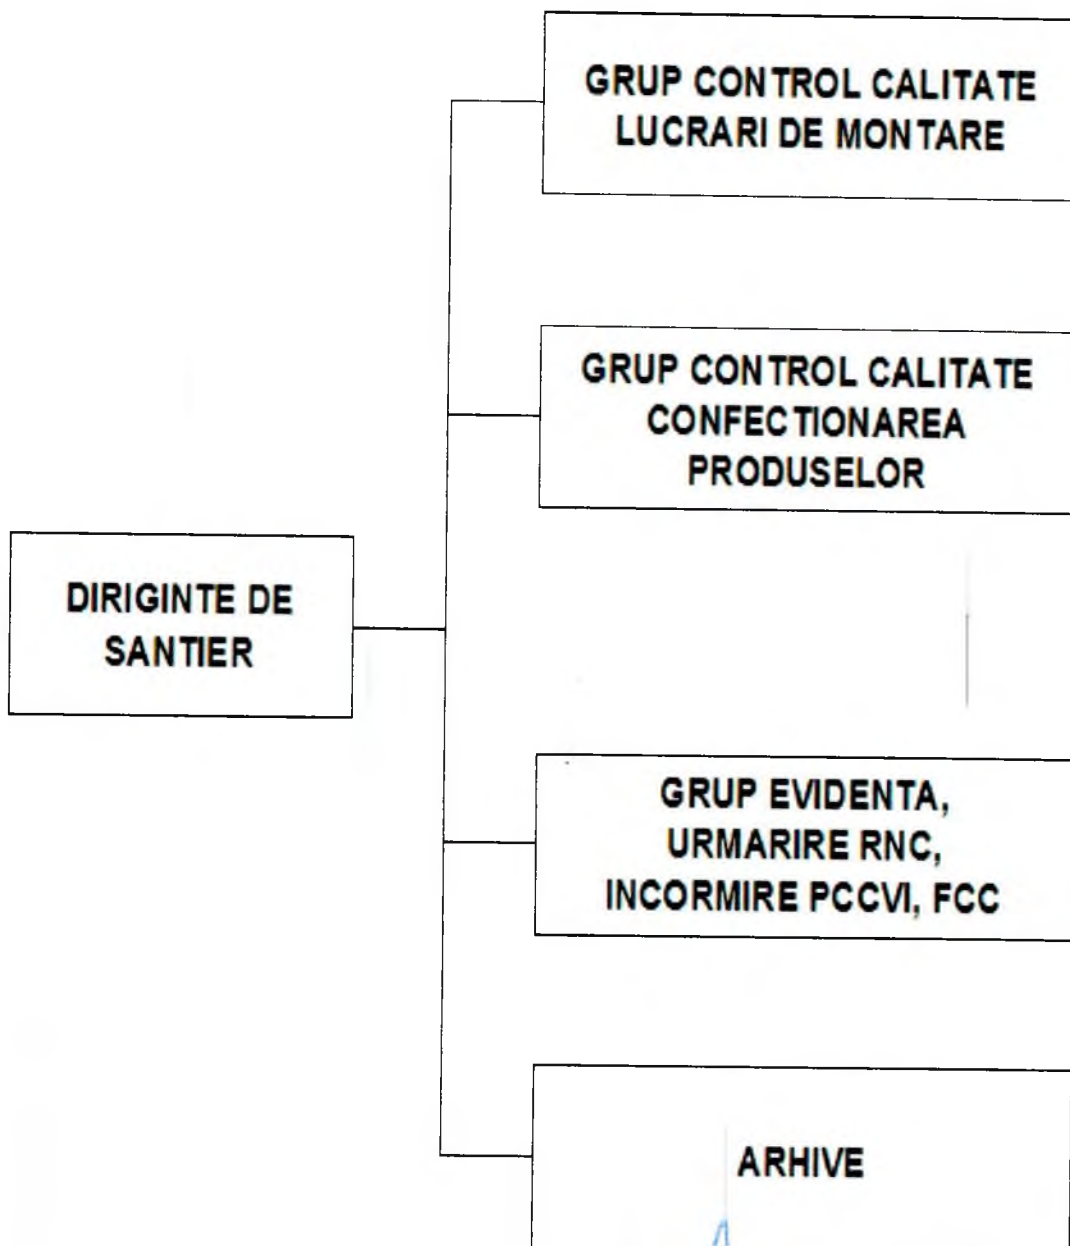 GRUP CONTROL CALITATE
LUCRARI DE MONTARE
GRUP CONTROL CALITATE
CONFECTIONAREA
PRODUSELOR
DIRIGINTE DE
SANTIER
GRUP EVIDENTA,
URMARIRE RNC,
INCORMIRE PCCVI, FCC
ARHIVE